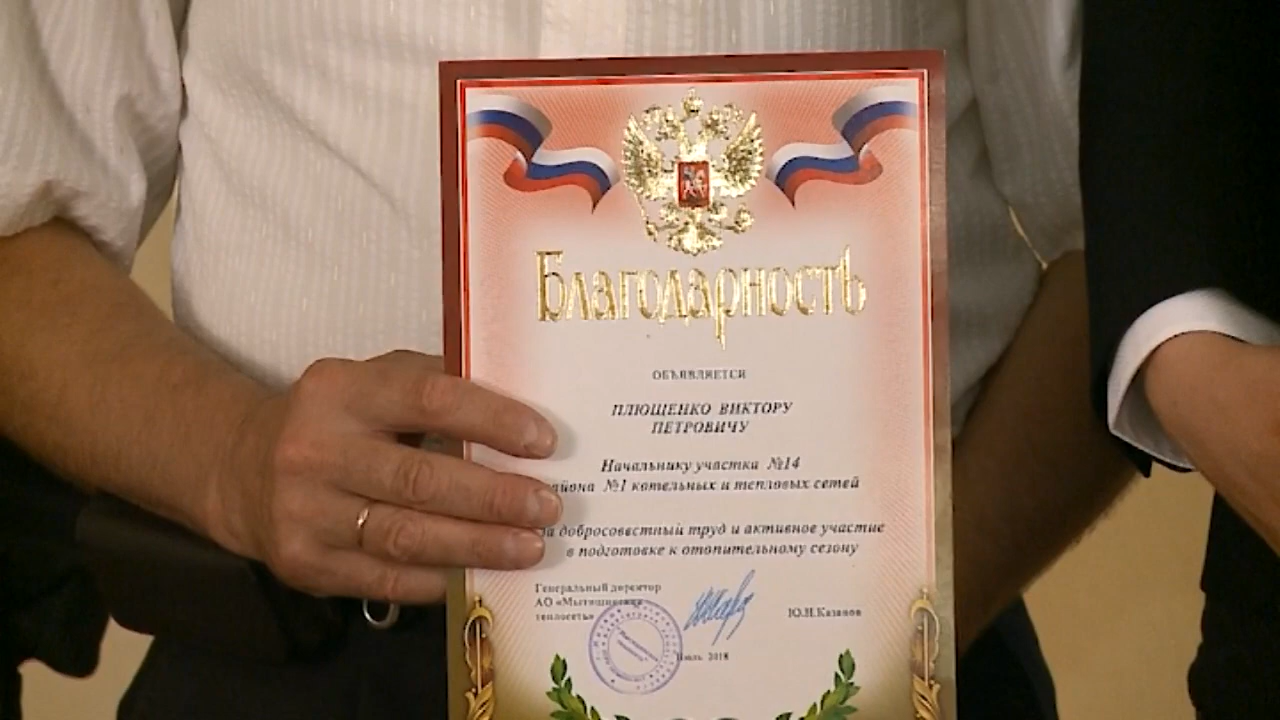 Благодарность
ОБЪЯВЛЯЕТСЯ
ПЛЮЩЕНКО ВИКТОРУ
ПЕТРОВИЧУ
Начальнику участка №14
района №1 котельных и тепловых сетей
за добросовестный труд и активное участие
в подготовке к отопительному сезону
Генеральный директор
АО «Мытищинская
теплосеть»
Ю.Н.Казанов
Июль 2018